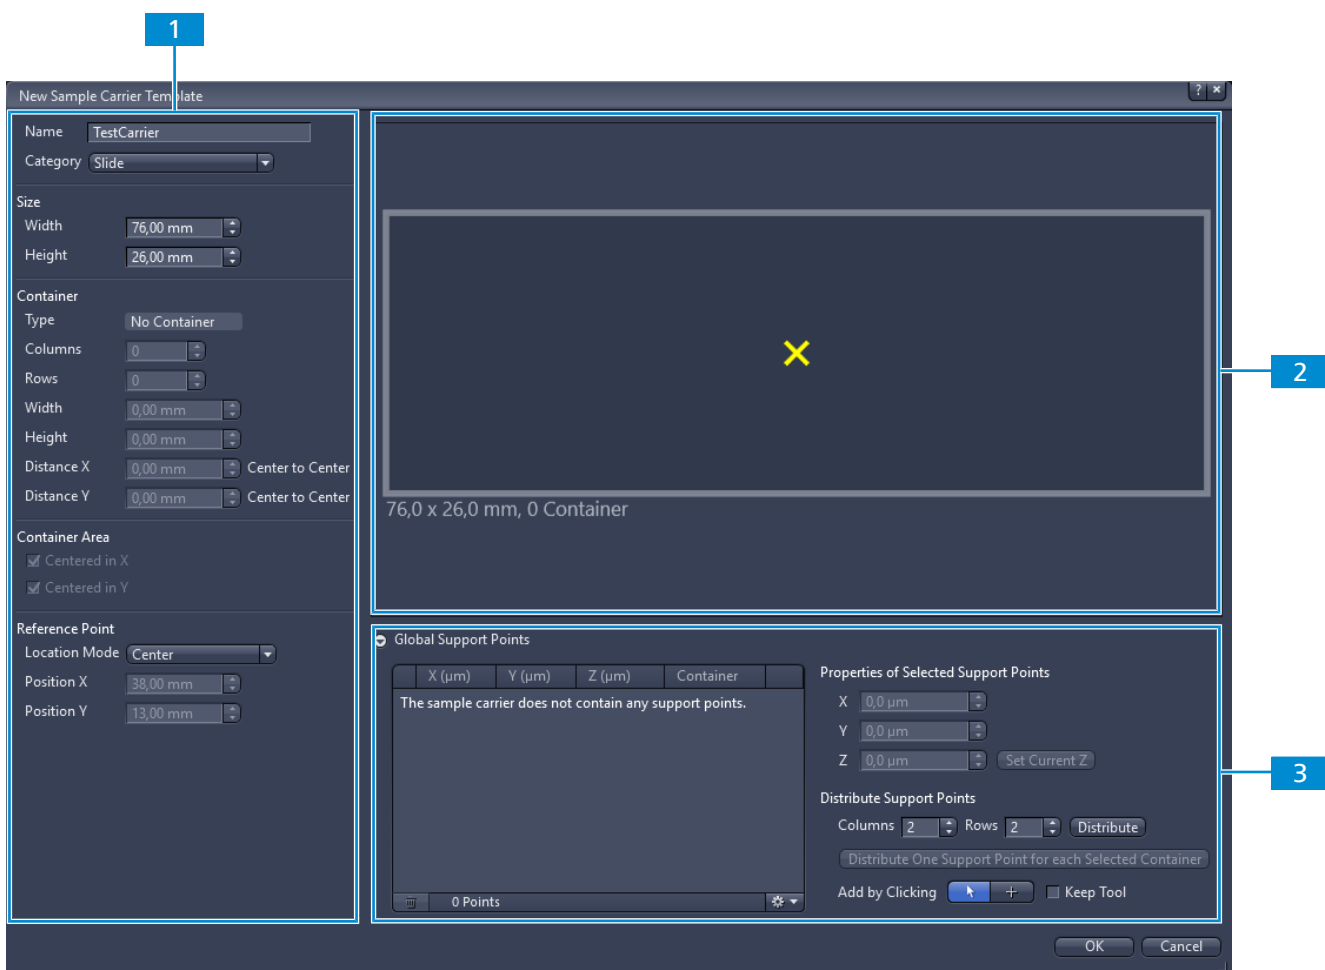 1
New Sample Carrier Template
? ×
Name TestCarrier
Category Slide
Size
Width 76,00 mm
Height 26,00 mm
Container
Type No Container
Columns 0
Rows 0
Width 0,00 mm
Height 0,00 mm
Distance X 0,00 mm Center to Center
Distance Y 0,00 mm Center to Center
Container Area
Centered in X
Centered in Y
Reference Point
Location Mode Center
Position X 38,00 mm
Position Y 13,00 mm
76,0 x 26,0 mm, 0 Container
2
Global Support Points
X (µm) Y (µm) Z (µm) Container
The sample carrier does not contain any support points.
0 Points
Properties of Selected Support Points
X 0,0 µm
Y 0,0 µm
Z 0,0 µm Set Current Z
Distribute Support Points
Columns 2 Rows 2 Distribute
Distribute One Support Point for each Selected Container
Add by Clicking Keep Tool
3
OK Cancel